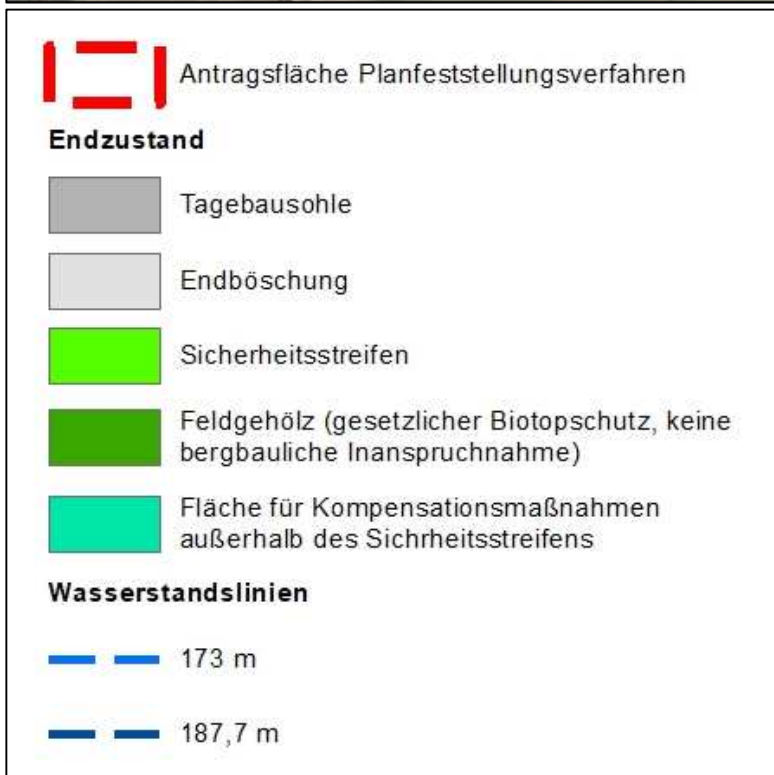 Antragsfläche Planfeststellungsverfahren
Endzustand
Tagebausohle
Endböschung
Sicherheitsstreifen
Feldgehölz (gesetzlicher Biotopschutz, keine
bergbauliche Inanspruchnahme)
Fläche für Kompensationsmaßnahmen
außerhalb des Sichrheitsstreifens
Wasserstandslinien
173 m
187,7 m